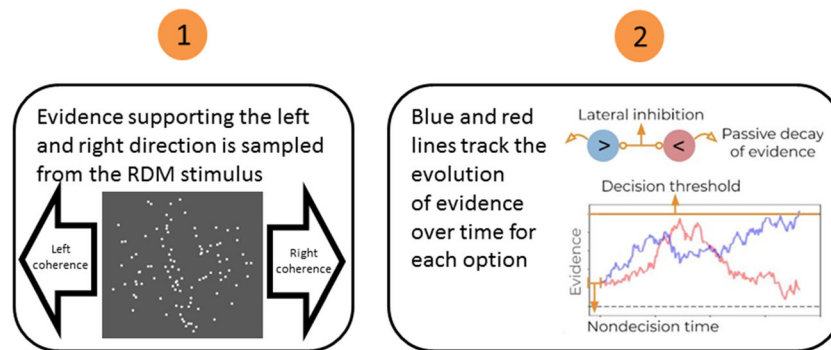 1
2
Evidence supporting the left
and right direction is sampled
from the RDM stimulus
Left
coherence
Right
coherence
Blue and red
lines track the
evolution
of evidence
over time for
each option
Lateral inhibition
>
<
Passive decay
of evidence
Decision threshold
Evidence
Nondecision time